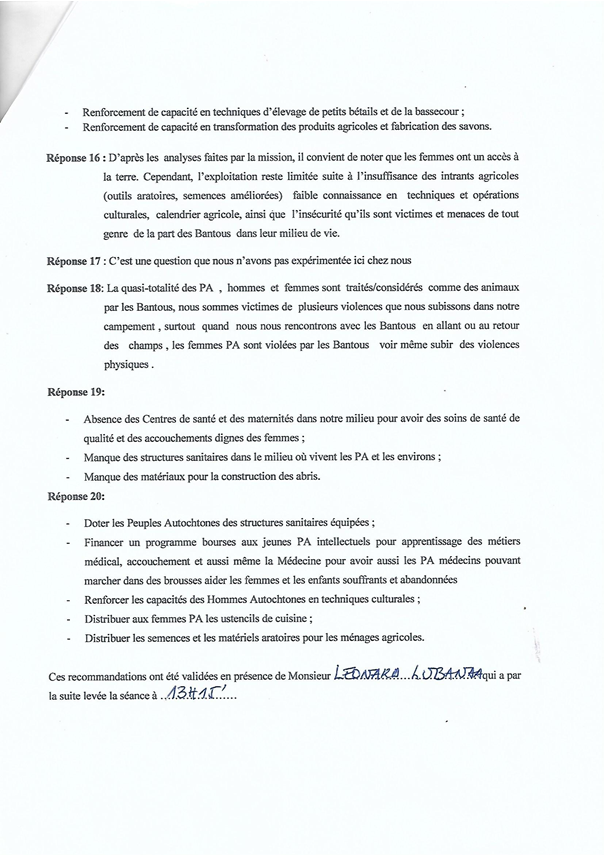 - Renforcement de capacité en techniques d'élevage de petits bétails et de la bassecour ;
- Renforcement de capacité en transformation des produits agricoles et fabrication des savons.
Réponse 16 : D'après les analyses faites par la mission, il convient de noter que les femmes ont un accès à
la terre. Cependant, l'exploitation reste limitée suite à l'insuffisance des intrants agricoles
(outils aratoires, semences améliorées) faible connaissance en techniques et opérations
culturales, calendrier agricole, ainsi que l'insécurité qu'ils sont victimes et menaces de tout
genre de la part des Bantous dans leur milieu de vie.
Réponse 17 : C'est une question que nous n'avons pas expérimentée ici chez nous
Réponse 18: La quasi-totalité des PA , hommes et femmes sont traités/considérés comme des animaux
par les Bantous, nous sommes victimes de plusieurs violences que nous subissons dans notre
campement , surtout quand nous nous rencontrons avec les Bantous en allant ou au retour
des champs , les femmes PA sont violées par les Bantous voir même subir des violences
physiques .
Réponse 19:
- Absence des Centres de santé et des maternités dans notre milieu pour avoir des soins de santé de
qualité et des accouchements dignes des femmes ;
- Manque des structures sanitaires dans le milieu où vivent les PA et les environs ;
- Manque des matériaux pour la construction des abris.
Réponse 20:
- Doter les Peuples Autochtones des structures sanitaires équipées ;
- Financer un programme bourses aux jeunes PA intellectuels pour apprentissage des métiers
médical, accouchement et aussi même la Médecine pour avoir aussi les PA médecins pouvant
marcher dans des brousses aider les femmes et les enfants souffrants et abandonnées
- Renforcer les capacités des Hommes Autochtones en techniques culturales ;
- Distribuer aux femmes PA les ustencils de cuisine ;
- Distribuer les semences et les matériels aratoires pour les ménages agricoles.
Ces recommandations ont été validées en présence de Monsieur ... qui a par
la suite levée la séance à ..13H15'......